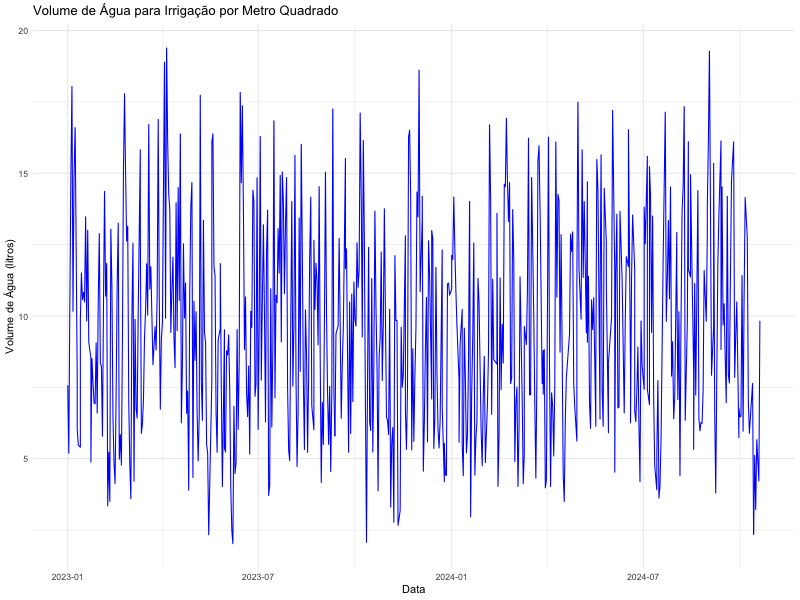 Volume de Água para Irrigação por Metro Quadrado
Volume de Água (litros)
20
15
10
5
2023-01
2023-07
2024-01
2024-07
Data